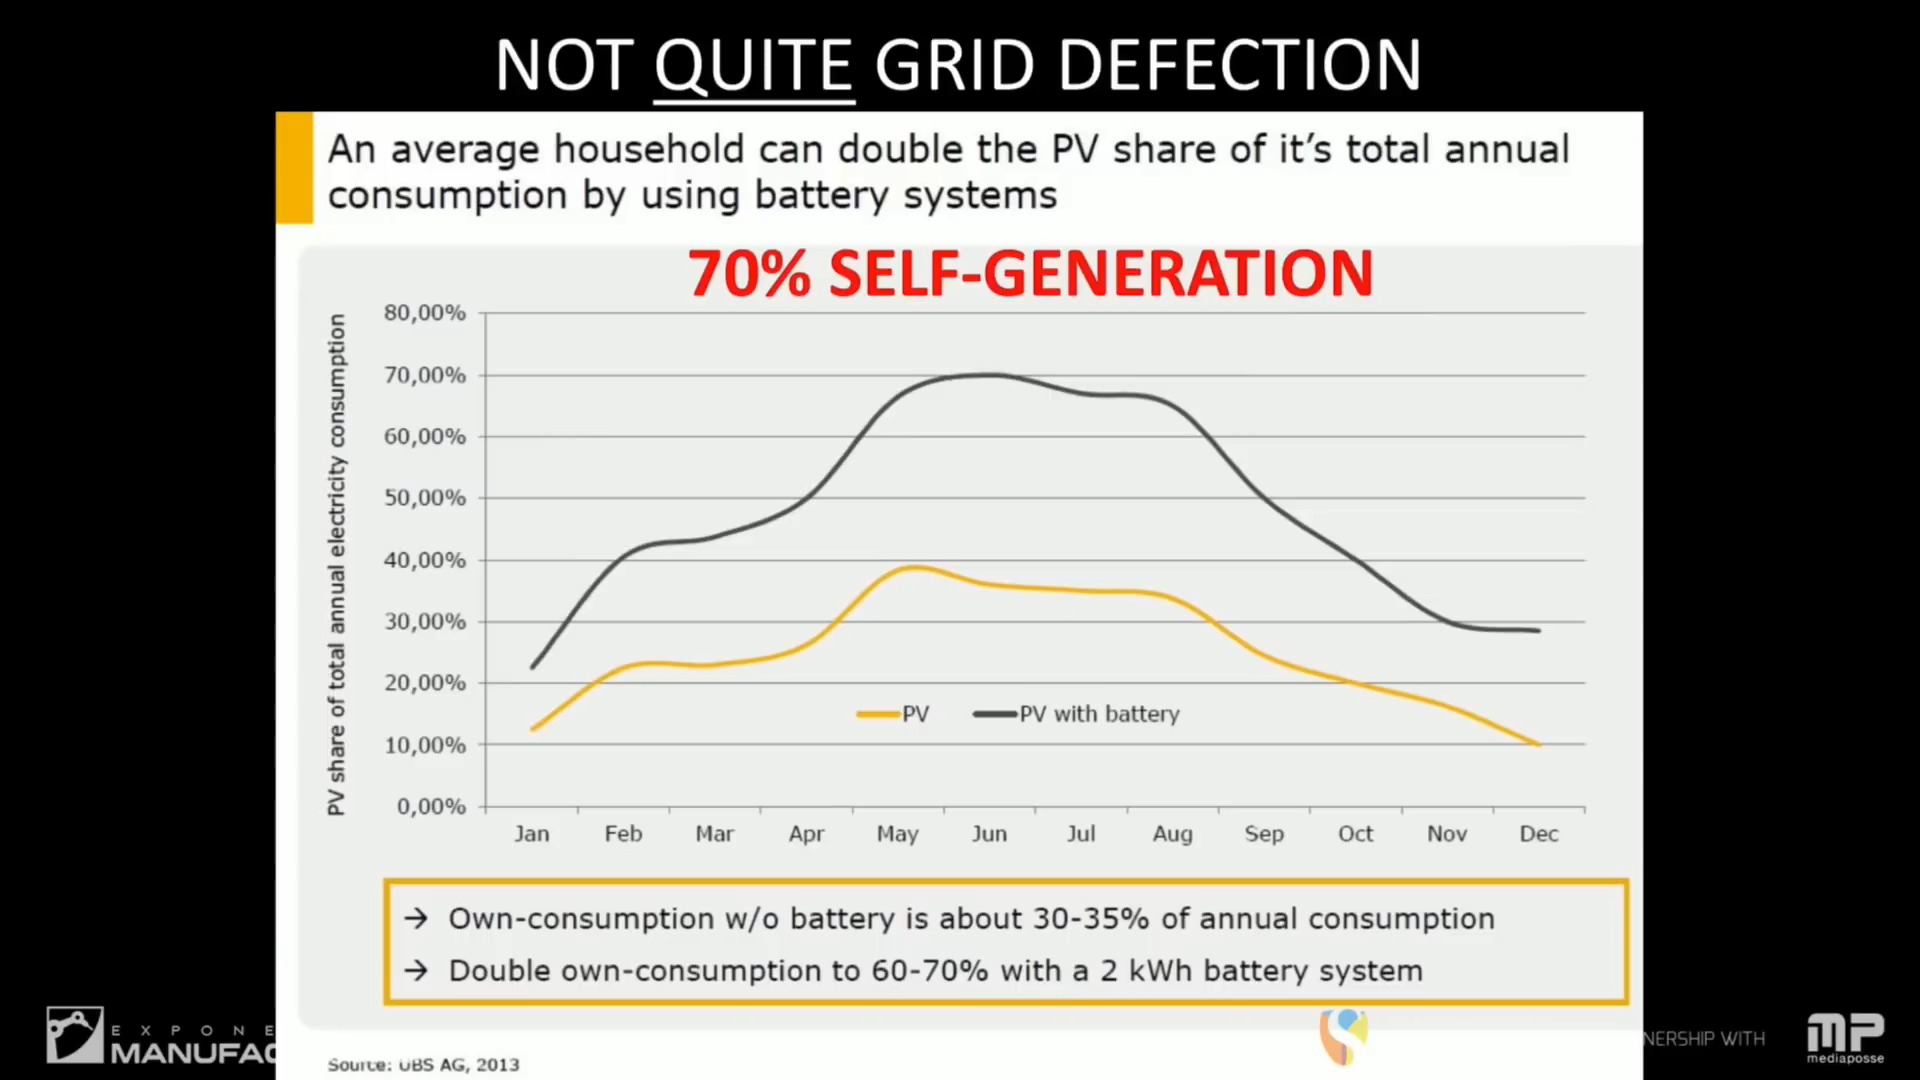 NOT QUITE GRID DEFECTION
An average household can double the PV share of it's total annual
consumption by using battery systems
70% SELF-GENERATION
PV share of total annual electricity consumption
80,00%
70,00%
60,00%
50,00%
40,00%
30,00%
20,00%
10,00%
0,00%
PV
PV with battery
Jan Feb Mar Apr May Jun Jul Aug Sep Oct Nov Dec
→ Own-consumption w/o battery is about 30-35% of annual consumption
→ Double own-consumption to 60-70% with a 2 kWh battery system
Source: UBS AG, 2013
EXPONE
MANUFAC
NERSHIP WITH
MP
mediaposse